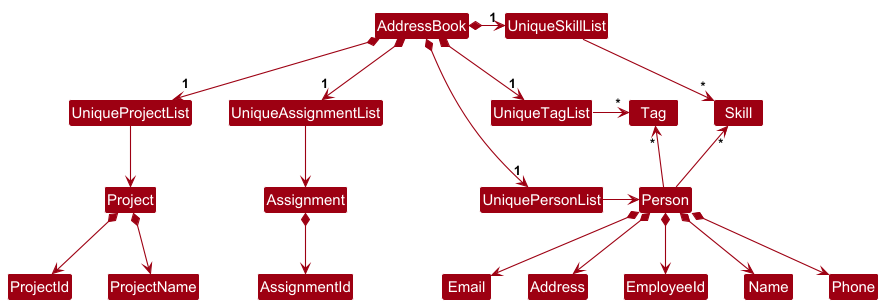 AddressBook
1
UniqueSkillList
1
1
1
*
UniqueProjectList
UniqueAssignmentList
UniqueTagList
*
Tag
Skill
*
*
1
Project
Assignment
UniquePersonList
Person
ProjectId
ProjectName
AssignmentId
Email
Address
EmployeeId
Name
Phone